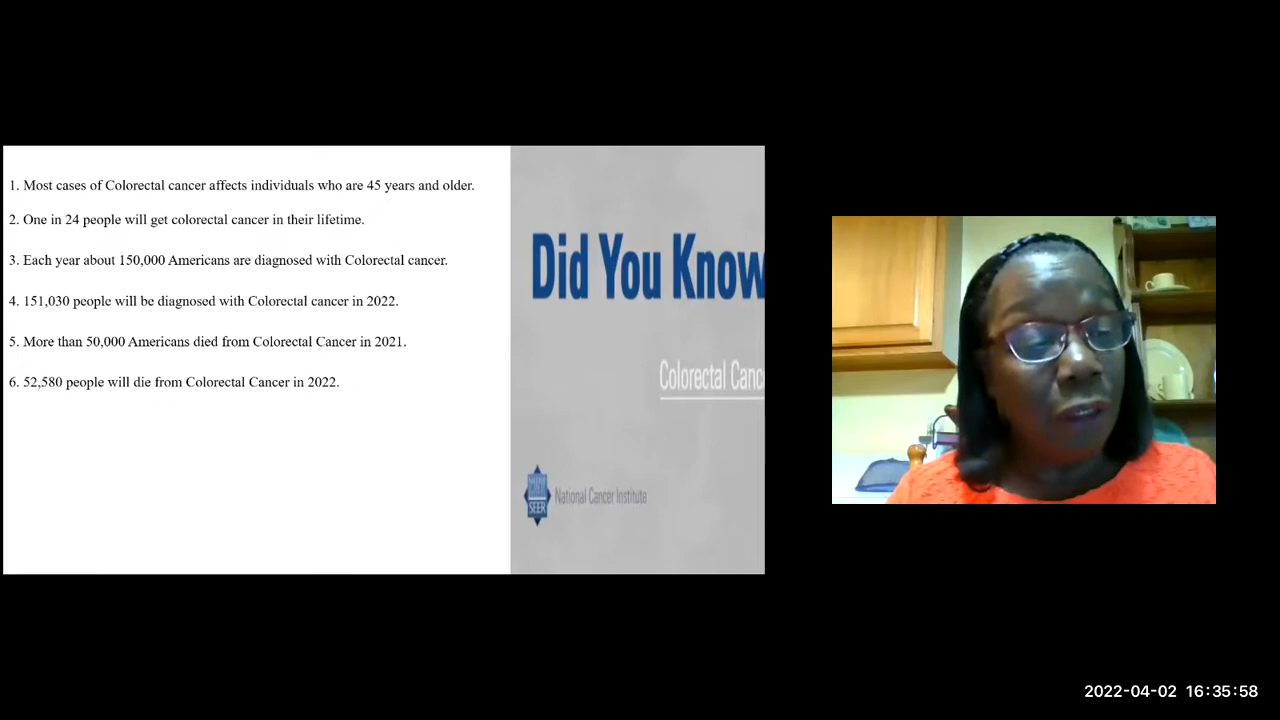 1. Most cases of Colorectal cancer affects individuals who are 45 years and older.
2. One in 24 people will get colorectal cancer in their lifetime.
3. Each year about 150,000 Americans are diagnosed with Colorectal cancer.
4. 151,030 people will be diagnosed with Colorectal cancer in 2022.
5. More than 50,000 Americans died from Colorectal Cancer in 2021.
6. 52,580 people will die from Colorectal Cancer in 2022.
Did You Know
Colorectal Canc
SEER
National Cancer Institute
2022-04-02 16:35:58